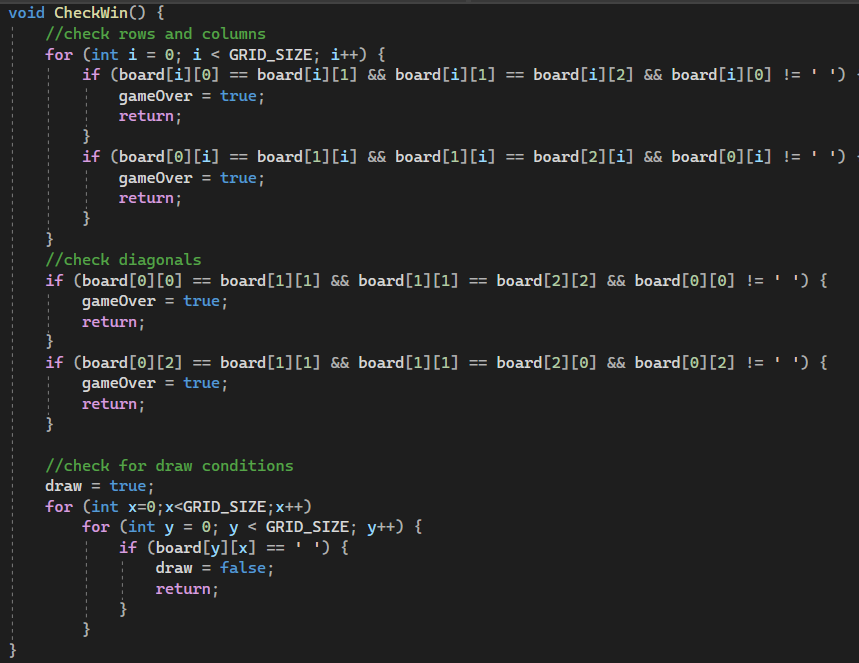 void CheckWin() {
    //check rows and columns
    for (int i = 0; i < GRID_SIZE; i++) {
        if (board[i][0] == board[i][1] && board[i][1] == board[i][2] && board[i][0] != ' ') {
            gameOver = true;
            return;
        }
        if (board[0][i] == board[1][i] && board[1][i] == board[2][i] && board[0][i] != ' ') {
            gameOver = true;
            return;
        }
    }
    //check diagonals
    if (board[0][0] == board[1][1] && board[1][1] == board[2][2] && board[0][0] != ' ') {
        gameOver = true;
        return;
    }
    if (board[0][2] == board[1][1] && board[1][1] == board[2][0] && board[0][2] != ' ') {
        gameOver = true;
        return;
    }

    //check for draw conditions
    draw = true;
    for (int x=0;x<GRID_SIZE;x++)
        for (int y = 0; y < GRID_SIZE; y++) {
            if (board[y][x] == ' ') {
                draw = false;
                return;
            }
        }
}